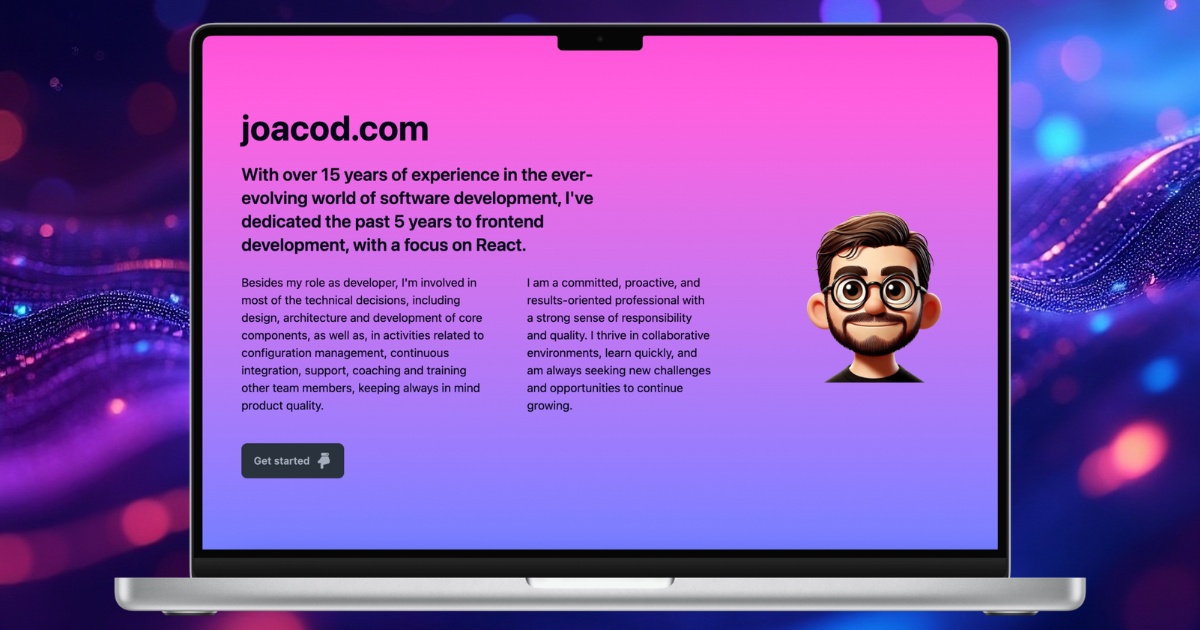 joacod.com
With over 15 years of experience in the ever-
evolving world of software development, I've
dedicated the past 5 years to frontend
development, with a focus on React.
Besides my role as developer, I'm involved in
most of the technical decisions, including
design, architecture and development of core
components, as well as, in activities related to
configuration management, continuous
integration, support, coaching and training
other team members, keeping always in mind
product quality.
I am a committed, proactive, and
results-oriented professional with
a strong sense of responsibility
and quality. I thrive in collaborative
environments, learn quickly, and
am always seeking new challenges
and opportunities to continue
growing.
Get started